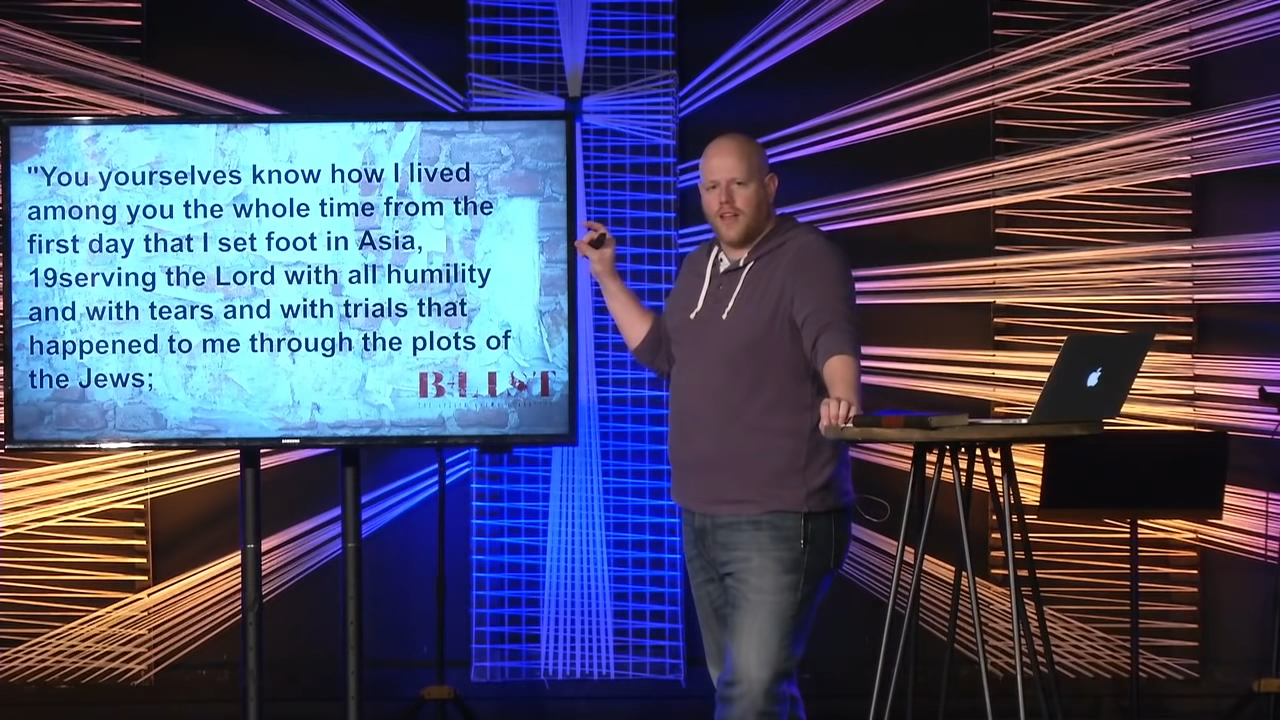 "You yourselves know how I lived
among you the whole time from the
first day that I set foot in Asia,
19serving the Lord with all humility
and with tears and with trials that
happened to me through the plots of
the Jews;
B-LIST
SAMSUNG